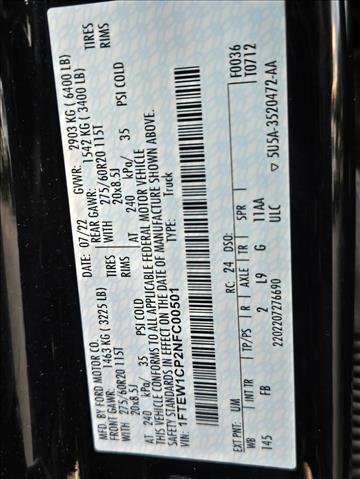 MFD. BY FORD MOTOR CO.
DATE: 07/22 GVWR: 2903 KG ( 6400 LB)
FRONT GAWR: 1463 KG ( 3225 LB) REAR GAWR: 1542 KG ( 3400 LB)
WITH 275/60R20 115T TIRES WITH 275/60R20 115T TIRES
20x8.5J RIMS 20x8.5J RIMS
AT 240 kPa/ 35 PSI COLD AT 240 kPa/ 35 PSI COLD
THIS VEHICLE CONFORMS TO ALL APPLICABLE FEDERAL MOTOR VEHICLE
SAFETY STANDARDS IN EFFECT ON THE DATE OF MANUFACTURE SHOWN ABOVE.
VIN: 1FTEW1CP2NFC00501 TYPE: Truck
F0036
T0712
EXT PNT: UM RC: 24 DSO:
WB INT TR TP/PS R AXLE TR SPR
145 FB 2 L9 G 11AA
2202207276690 ULC
▽ 5U5A-3520472-AA